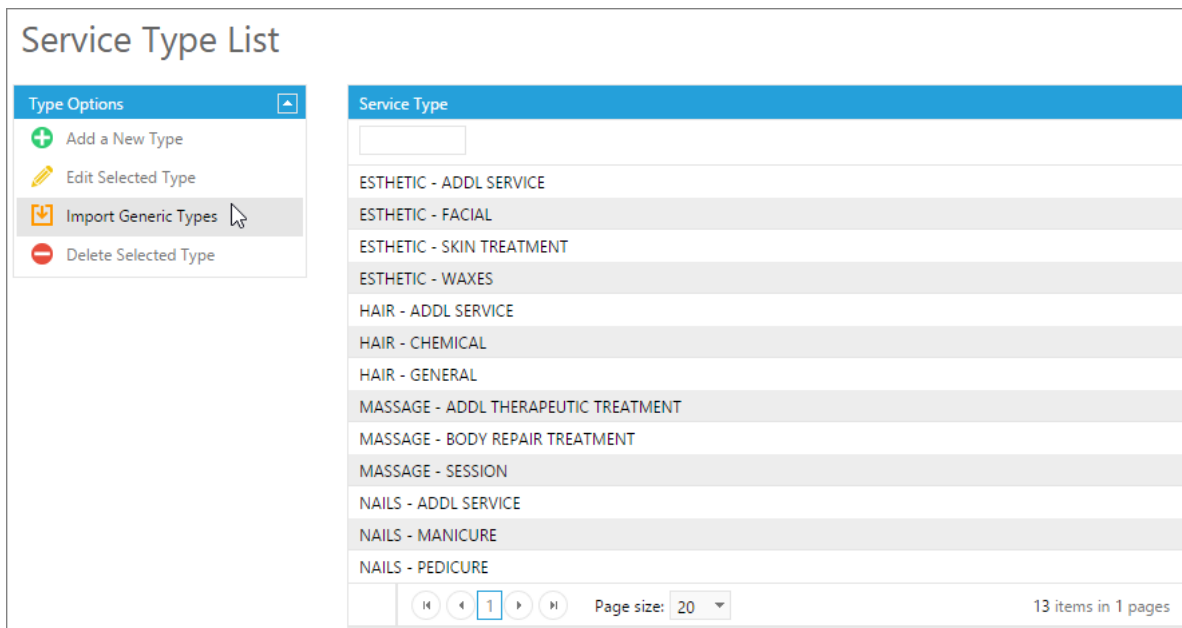 Service Type List
Type Options
Add a New Type
Edit Selected Type
Import Generic Types
Delete Selected Type
Service Type
ESTHETIC - ADDL SERVICE
ESTHETIC - FACIAL
ESTHETIC - SKIN TREATMENT
ESTHETIC - WAXES
HAIR - ADDL SERVICE
HAIR - CHEMICAL
HAIR - GENERAL
MASSAGE - ADDL THERAPEUTIC TREATMENT
MASSAGE - BODY REPAIR TREATMENT
MASSAGE - SESSION
NAILS - ADDL SERVICE
NAILS - MANICURE
NAILS - PEDICURE
1 Page size: 20 13 items in 1 pages